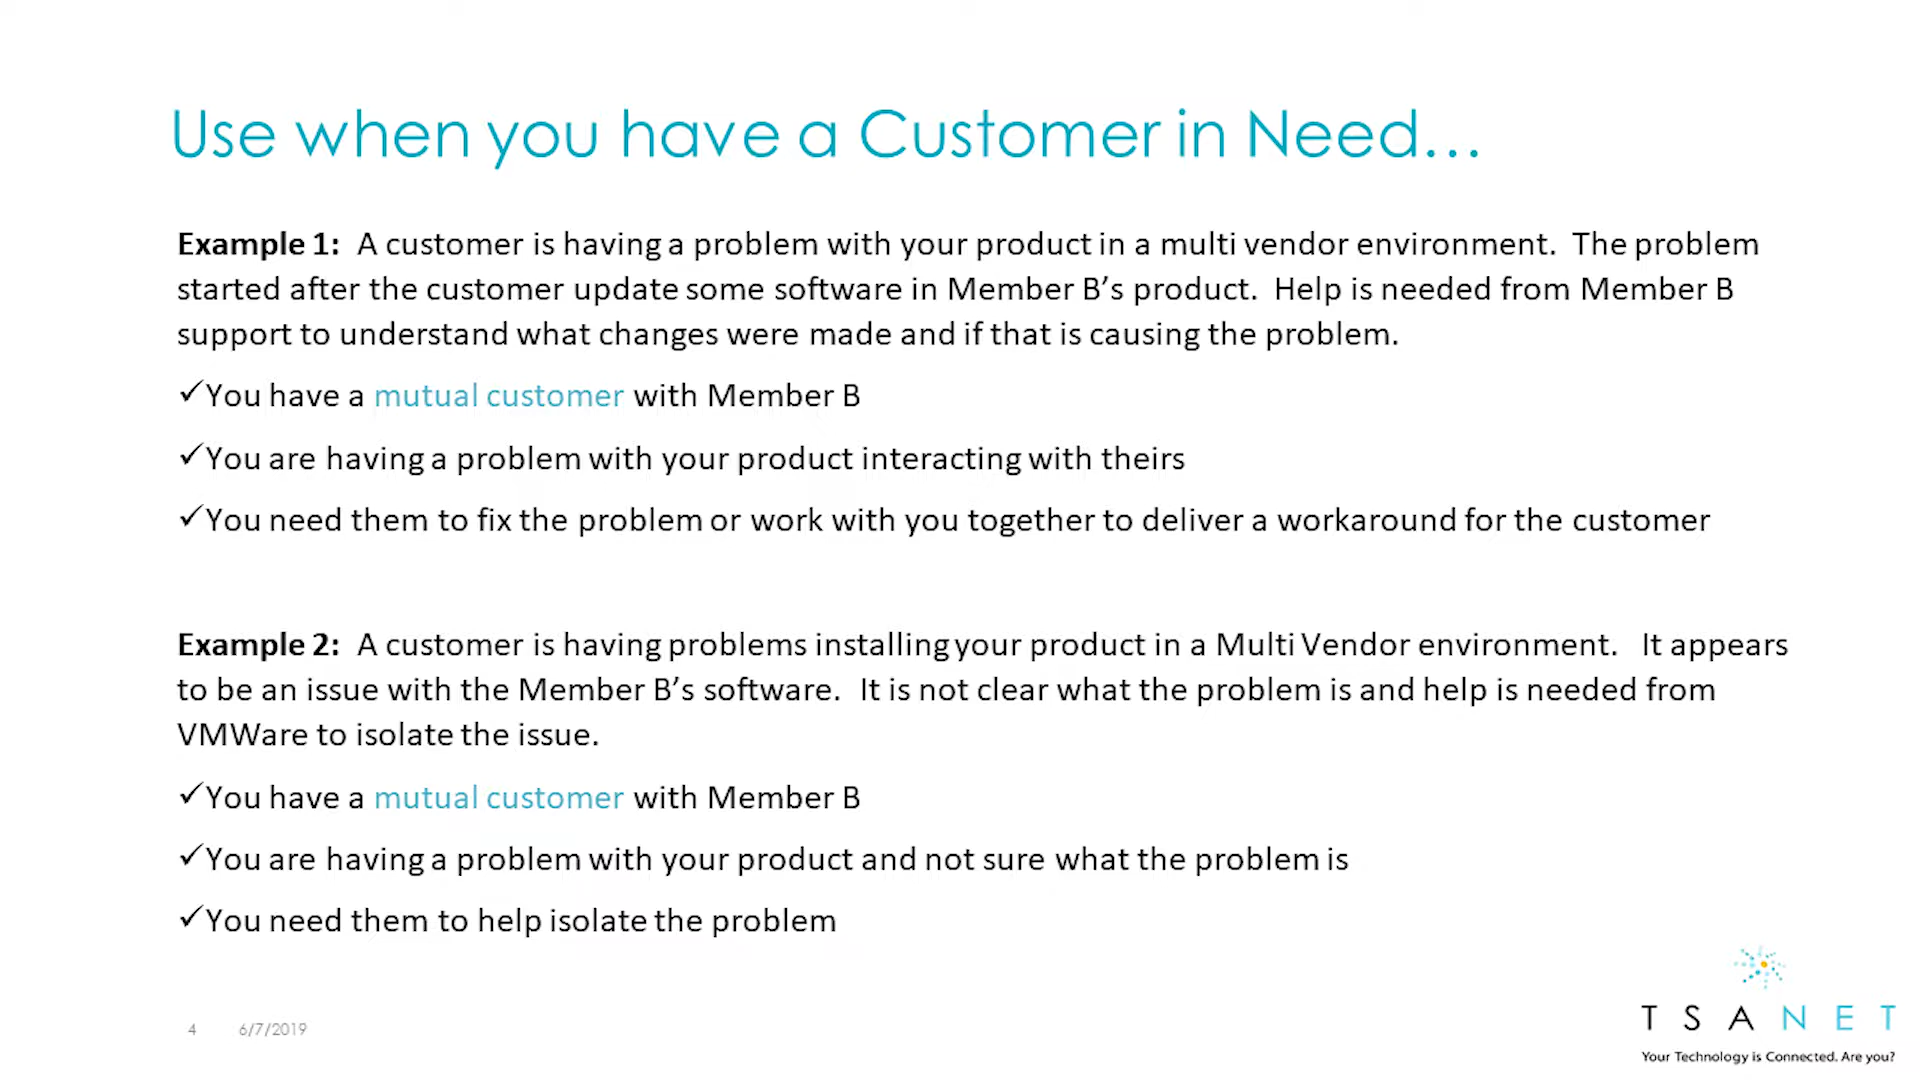 Use when you have a Customer in Need...
Example 1: A customer is having a problem with your product in a multi vendor environment. The problem
started after the customer update some software in Member B’s product. Help is needed from Member B
support to understand what changes were made and if that is causing the problem.
✓You have a mutual customer with Member B
✓You are having a problem with your product interacting with theirs
✓You need them to fix the problem or work with you together to deliver a workaround for the customer
Example 2: A customer is having problems installing your product in a Multi Vendor environment. It appears
to be an issue with the Member B’s software. It is not clear what the problem is and help is needed from
VMWare to isolate the issue.
✓You have a mutual customer with Member B
✓You are having a problem with your product and not sure what the problem is
✓You need them to help isolate the problem
4 6/7/2019
TSANET
Your Technology is Connected. Are you?